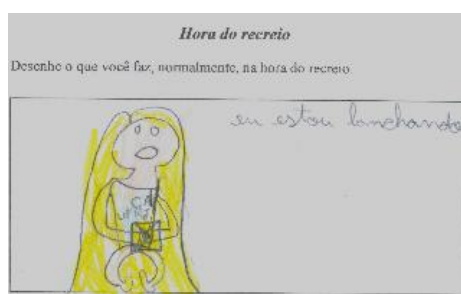 Hora do recreio
Desenhe o que você faz, normalmente, na hora do recreio.
eu estou lanchando